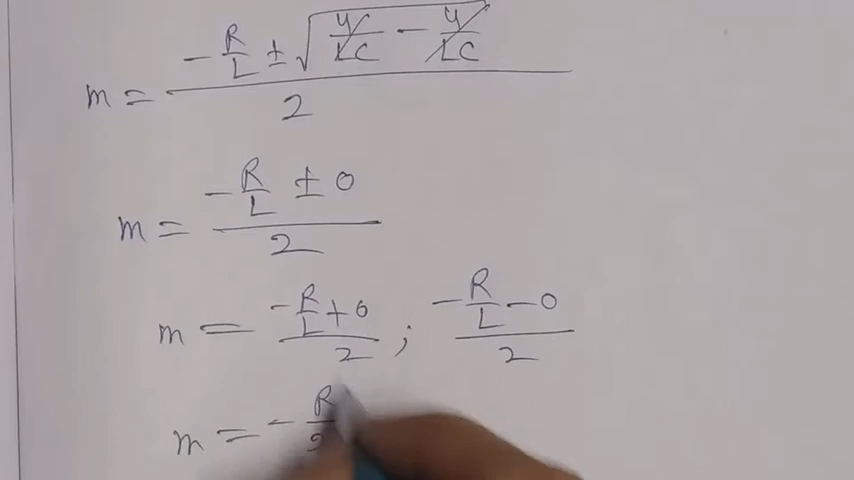 m = (-R/L ± √(4/LC - 4/LC)) / 2
m = (-R/L ± 0) / 2
m = (-R/L + 0) / 2 ; (-R/L - 0) / 2
m = - R/2